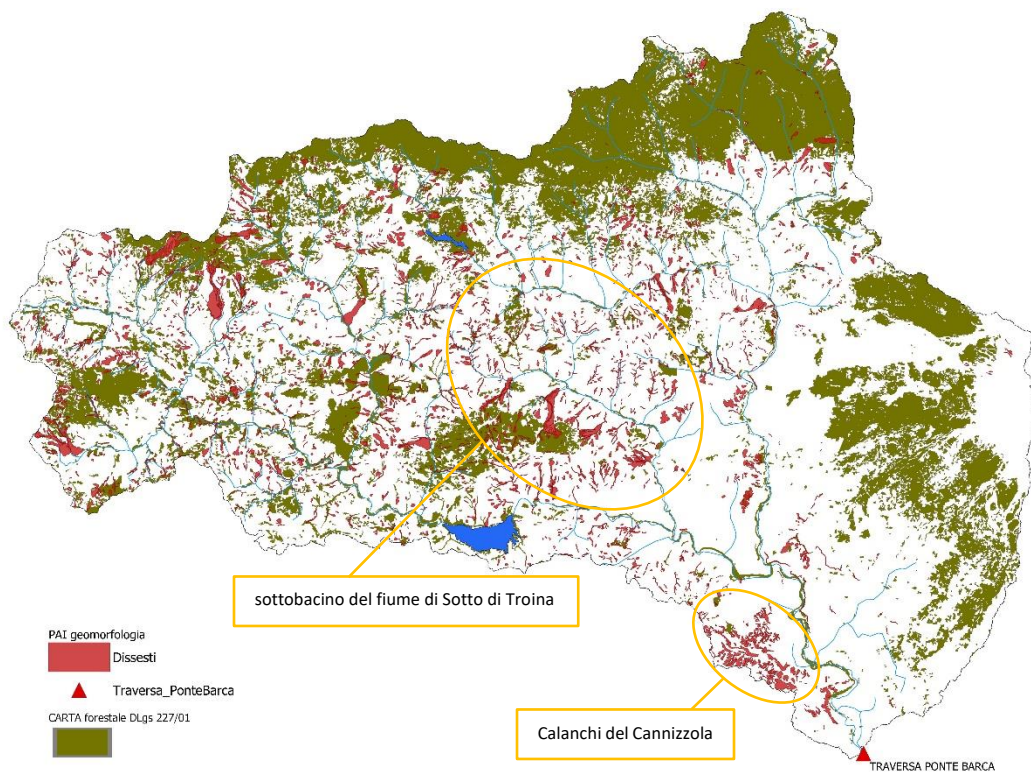 sottobacino del fiume di Sotto di Troina
PAI geomorfologia
Dissesti
Traversa_PonteBarca
CARTA forestale DLgs 227/01
Calanchi del Cannizzola
TRAVERSA PONTE BARCA